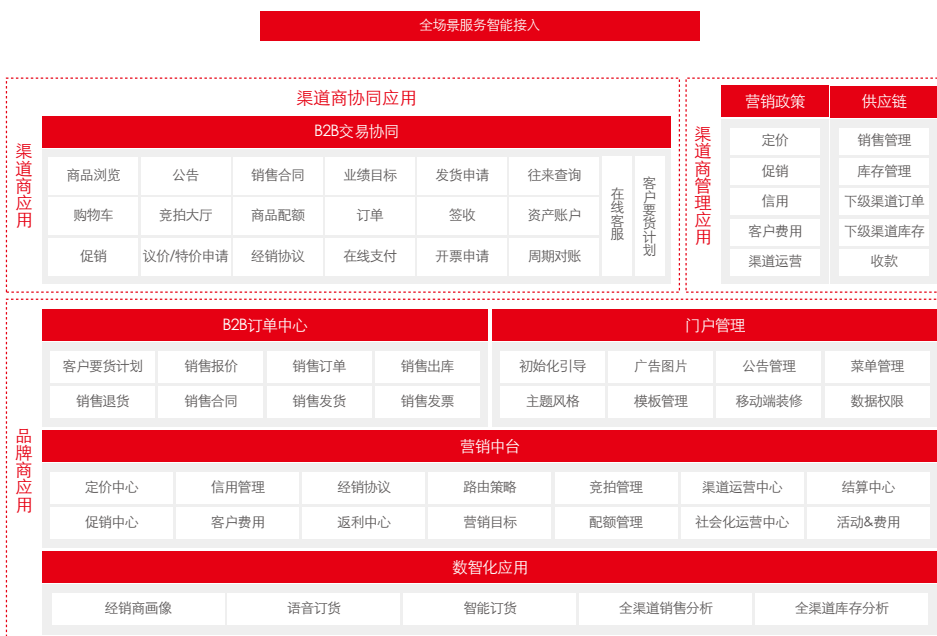 全场景服务智能接入
渠道商应用
渠道商协同应用
B2B交易协同
商品浏览 公告 销售合同 业绩目标 发货申请 往来查询
购物车 竞拍大厅 商品配额 订单 签收 资产账户
促销 议价/特价申请 经销协议 在线支付 开票申请 周期对账
在线客服
客户要货计划
渠道商管理应用
营销政策 供应链
定价 销售管理
促销 库存管理
信用 下级渠道订单
客户费用 下级渠道库存
渠道运营 收款
品牌商应用
B2B订单中心 门户管理
客户要货计划 销售报价 销售订单 销售出库 初始化引导 广告图片 公告管理 菜单管理
销售退货 销售合同 销售发货 销售发票 主题风格 模板管理 移动端装修 数据权限
营销中台
定价中心 信用管理 经销协议 路由策略 竞拍管理 渠道运营中心 结算中心
促销中心 客户费用 返利中心 营销目标 配额管理 社会化运营中心 活动&费用
数智化应用
经销商画像 语音订货 智能订货 全渠道销售分析 全渠道库存分析